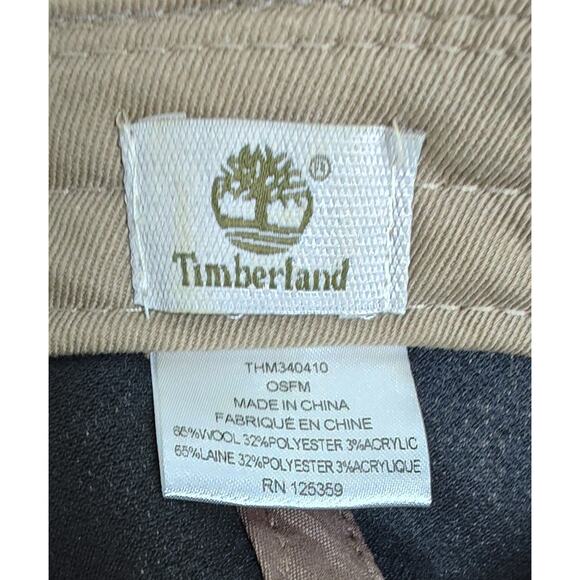 ®
Timberland
THM340410
OSFM
MADE IN CHINA
FABRIQUÉ EN CHINE
65%WOOL 32%POLYESTER 3%ACRYLIC
65%LAINE 32%POLYESTER 3%ACRYLIQUE
RN 125359